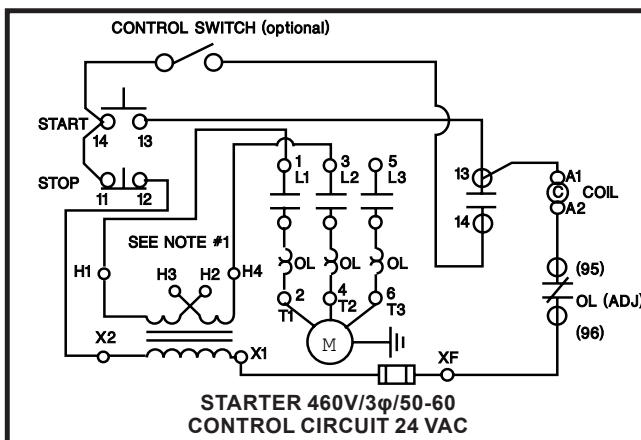 CONTROL SWITCH (optional)
START
14 13
STOP
11 12
1 3 5
L1 L2 L3
13
14
A1
C COIL
A2
SEE NOTE #1
H1 H3 H2 H4
OL OL OL
(95)
OL (ADJ)
(96)
2 4 6
T1 T2 T3
M
X2 X1
XF
STARTER 460V/3φ/50-60
CONTROL CIRCUIT 24 VAC